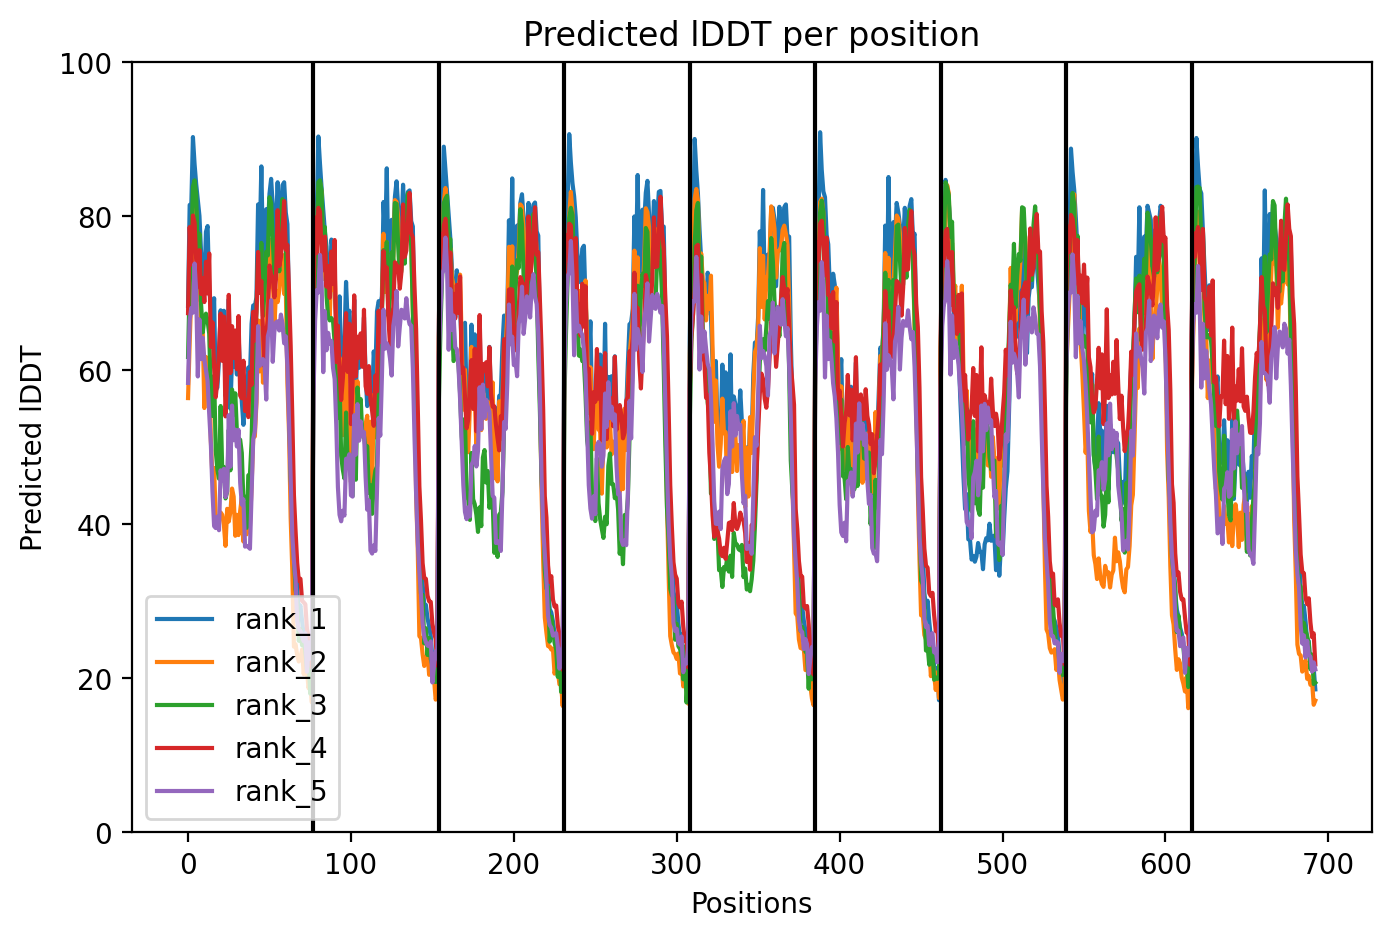 Predicted lDDT per position
100
80
60
40
20
0
Predicted lDDT
rank_1
rank_2
rank_3
rank_4
rank_5
0 100 200 300 400 500 600 700
Positions